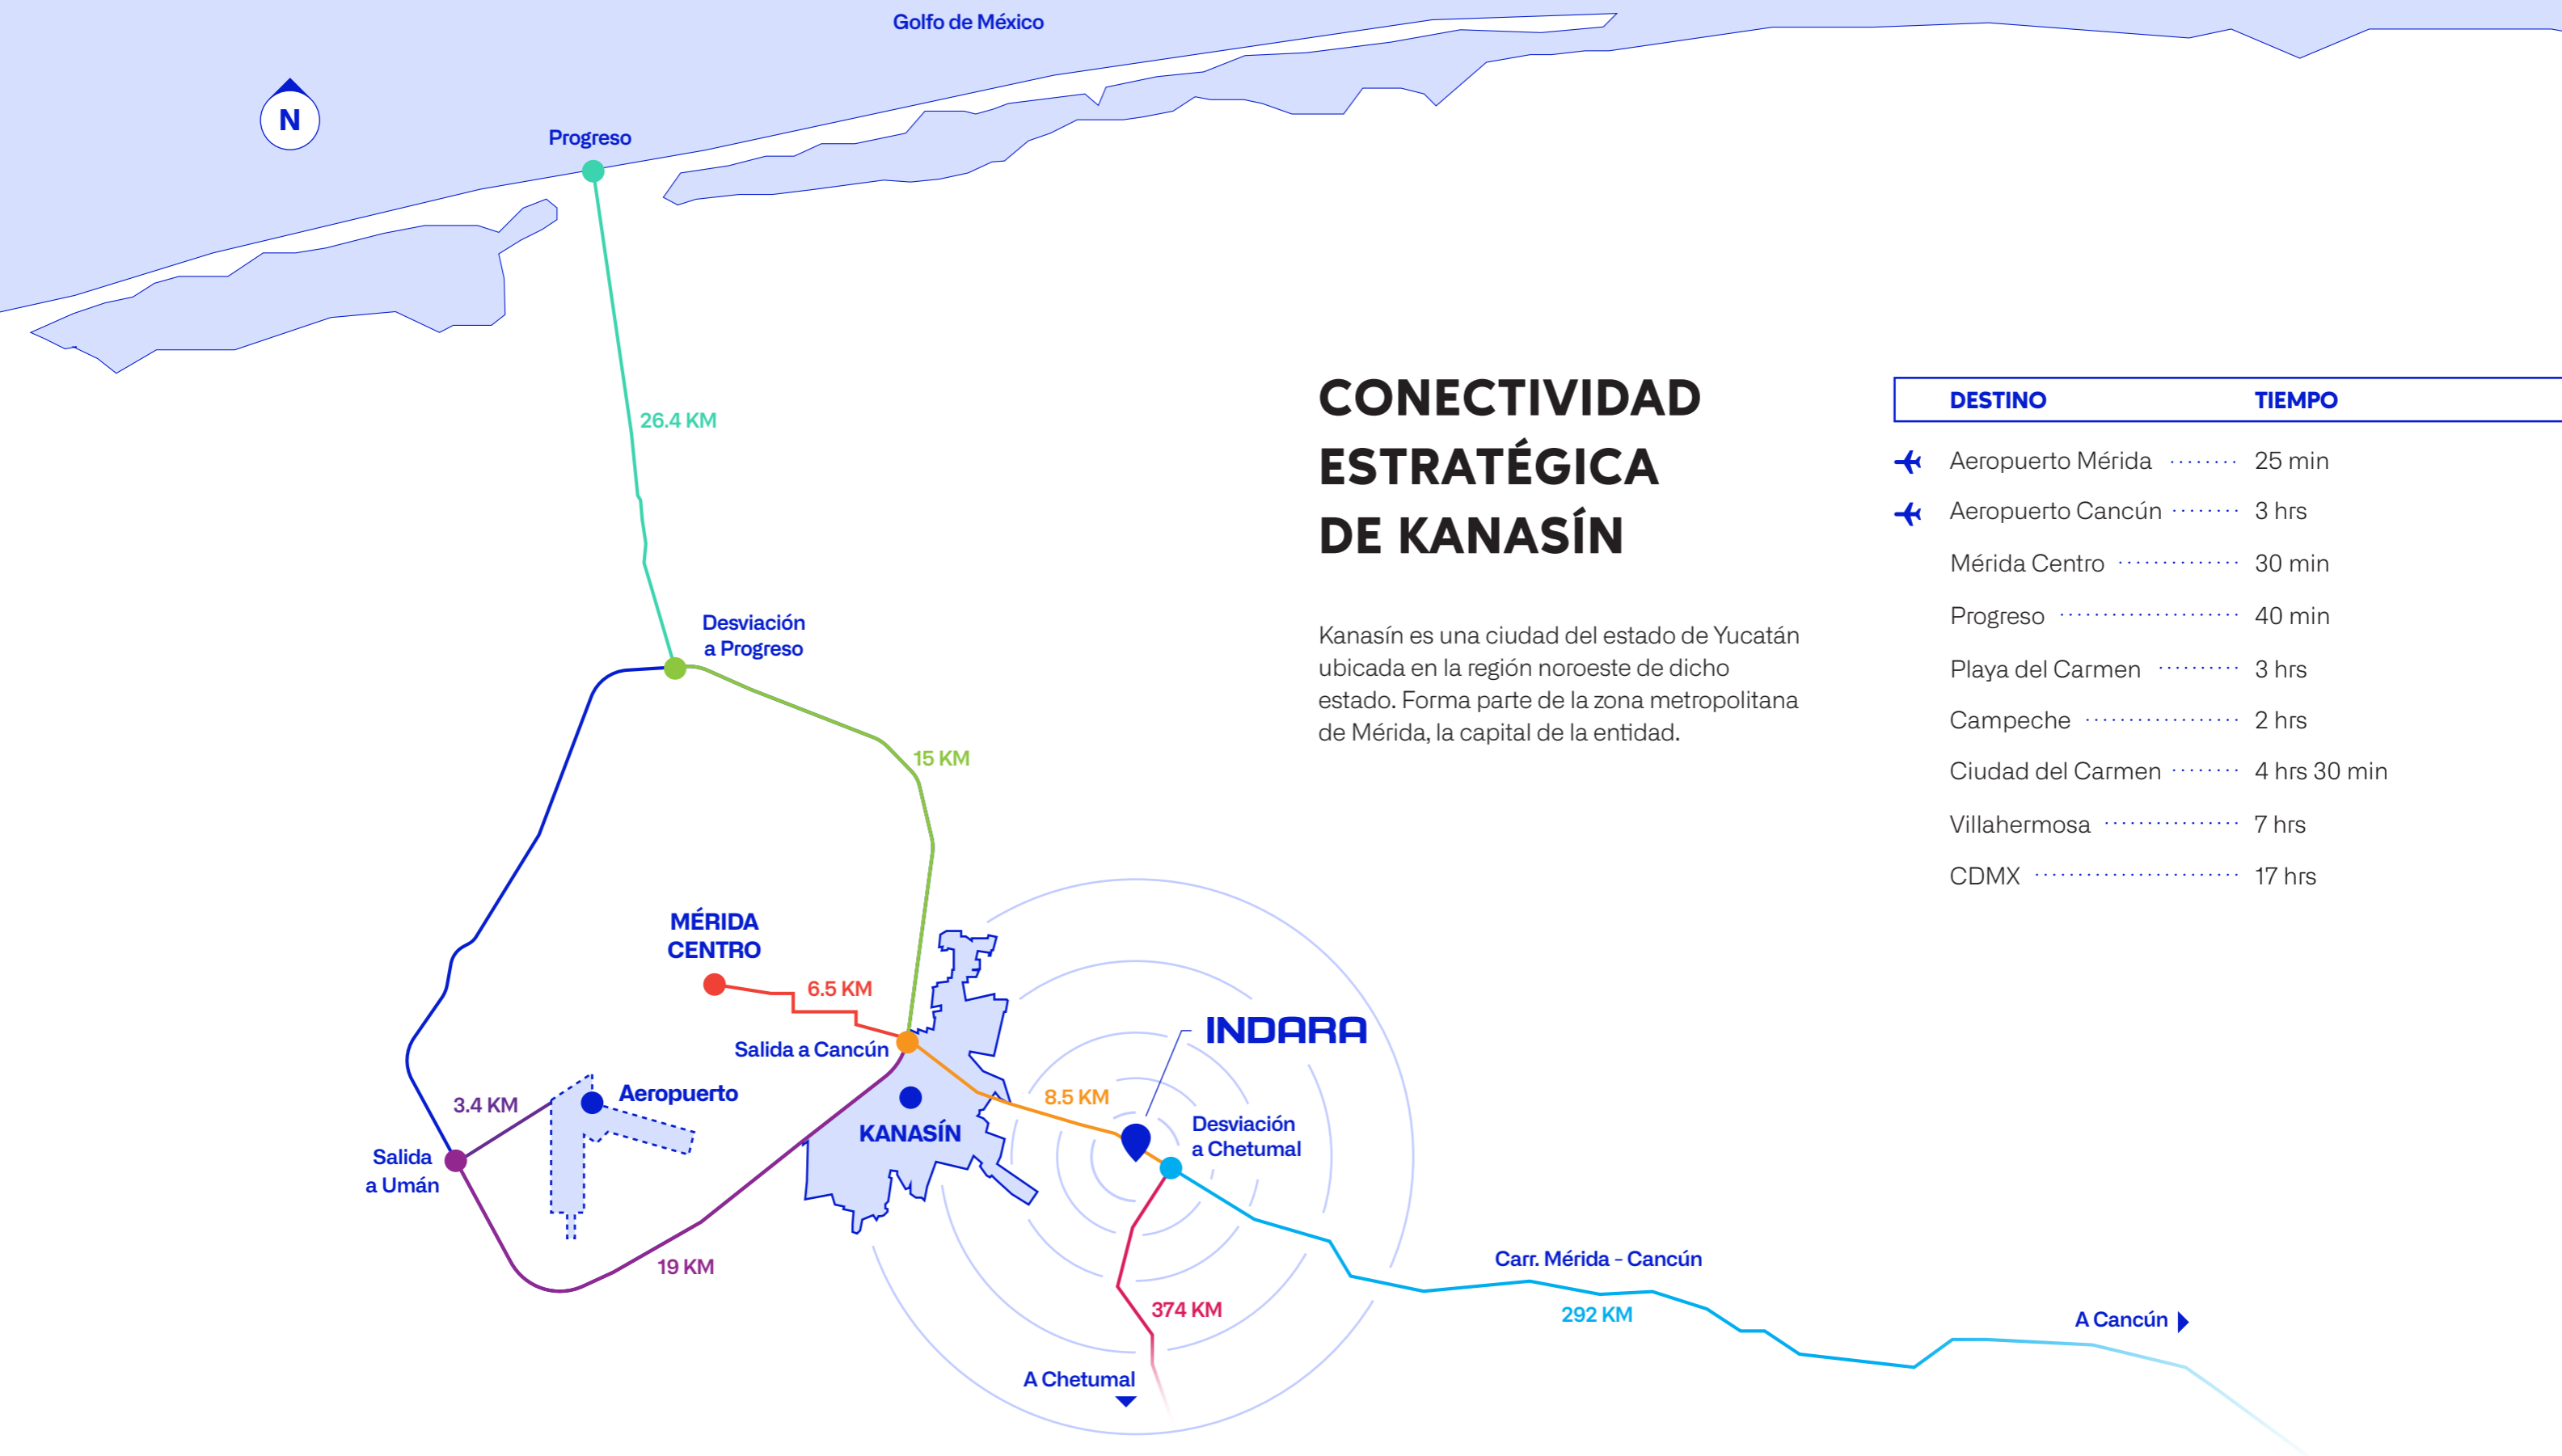 Golfo de México
N
Progreso
26.4 KM
CONECTIVIDAD
ESTRATÉGICA
DE KANASÍN
Kanasín es una ciudad del estado de Yucatán
ubicada en la región noroeste de dicho
estado. Forma parte de la zona metropolitana
de Mérida, la capital de la entidad.
DESTINO TIEMPO
Aeropuerto Mérida ........ 25 min
Aeropuerto Cancún ........ 3 hrs
Mérida Centro .............. 30 min
Progreso ..................... 40 min
Playa del Carmen ......... 3 hrs
Campeche .................. 2 hrs
Ciudad del Carmen ........ 4 hrs 30 min
Villahermosa ................ 7 hrs
CDMX ........................ 17 hrs
Desviación
a Progreso
15 KM
MÉRIDA
CENTRO
6.5 KM
Salida a Cancún
INDARA
3.4 KM
Aeropuerto
8.5 KM
KANASÍN
Desviación
a Chetumal
Salida
a Umán
19 KM
Carr. Mérida - Cancún
374 KM
292 KM
A Cancún
A Chetumal